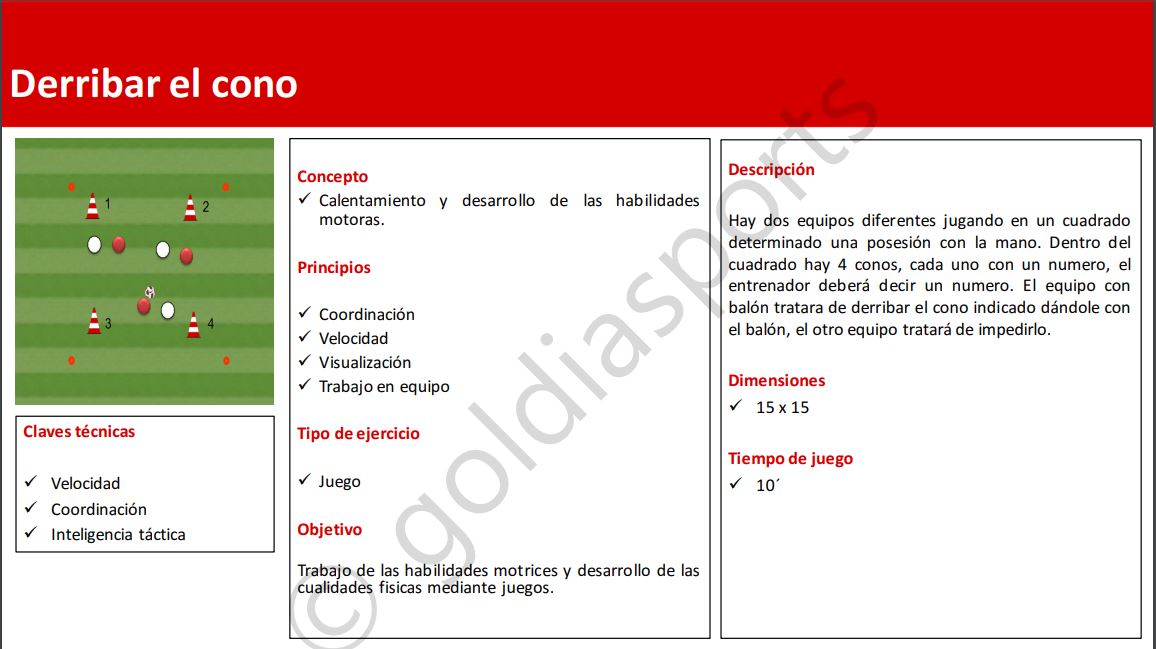 Derribar el cono
1
2
3
4
Claves técnicas
✓ Velocidad
✓ Coordinación
✓ Inteligencia táctica
Concepto
✓ Calentamiento y desarrollo de las habilidades
motoras.
Principios
✓ Coordinación
✓ Velocidad
✓ Visualización
✓ Trabajo en equipo
Tipo de ejercicio
✓ Juego
Objetivo
Trabajo de las habilidades motrices y desarrollo de las
cualidades fisicas mediante juegos.
Descripción
Hay dos equipos diferentes jugando en un cuadrado
determinado una posesión con la mano. Dentro del
cuadrado hay 4 conos, cada uno con un numero, el
entrenador deberá decir un numero. El equipo con
balón tratara de derribar el cono indicado dándole con
el balón, el otro equipo tratará de impedirlo.
Dimensiones
✓ 15 x 15
Tiempo de juego
✓ 10´
© goldiasports